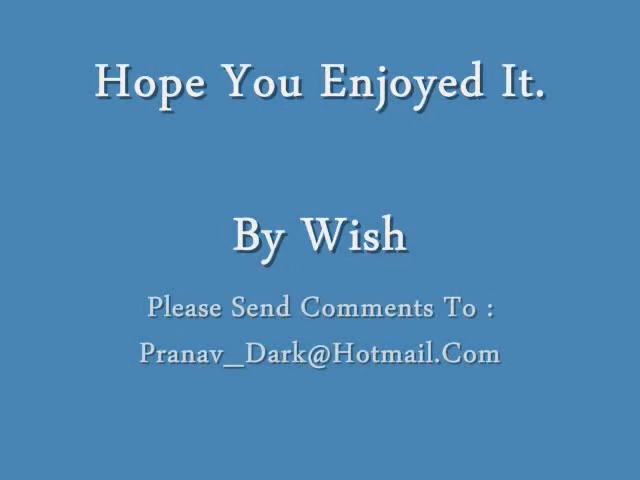 Hope You Enjoyed It.
By Wish
Please Send Comments To :
Pranav_Dark@Hotmail.Com